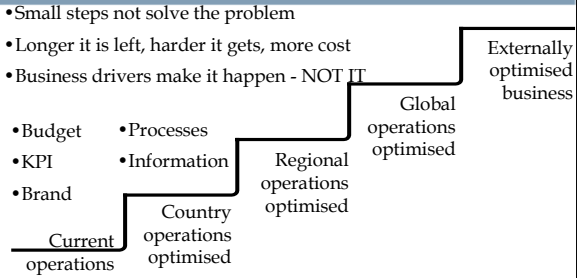 •Small steps not solve the problem
•Longer it is left, harder it gets, more cost
•Business drivers make it happen - NOT IT
•Budget
•KPI
•Brand
•Processes
•Information
Current
operations
Country
operations
optimised
Regional
operations
optimised
Global
operations
optimised
Externally
optimised
business